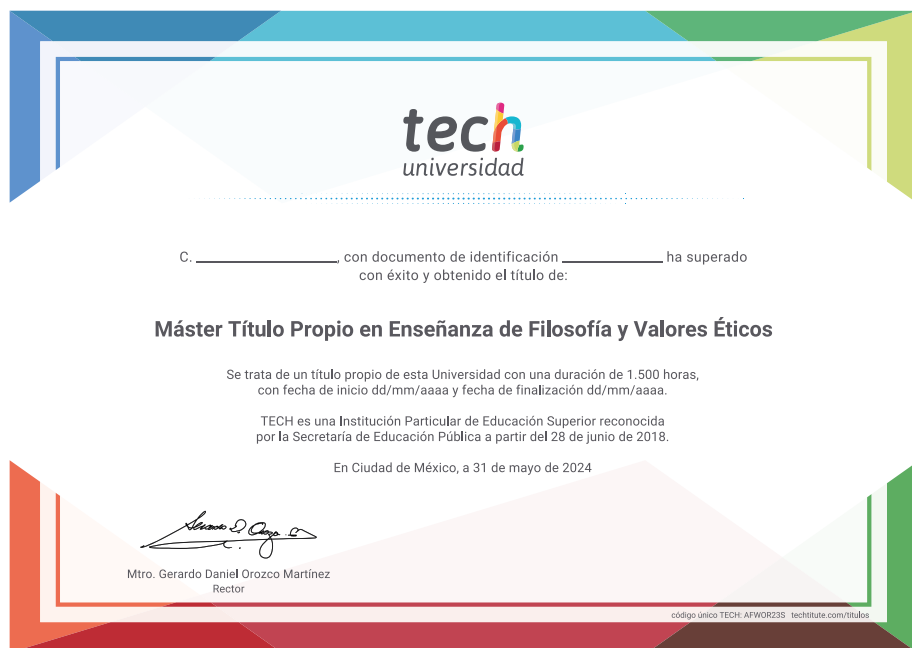 tech
universidad
C. ____________, con documento de identificación ____________ ha superado
con éxito y obtenido el título de:
Máster Título Propio en Enseñanza de Filosofía y Valores Éticos
Se trata de un título propio de esta Universidad con una duración de 1.500 horas,
con fecha de inicio dd/mm/aaaa y fecha de finalización dd/mm/aaaa.
TECH es una Institución Particular de Educación Superior reconocida
por la Secretaría de Educación Pública a partir del 28 de junio de 2018.
En Ciudad de México, a 31 de mayo de 2024
Mtro. Gerardo Daniel Orozco Martínez
Rector
código único TECH: AFWOR23S techtitute.com/titulos